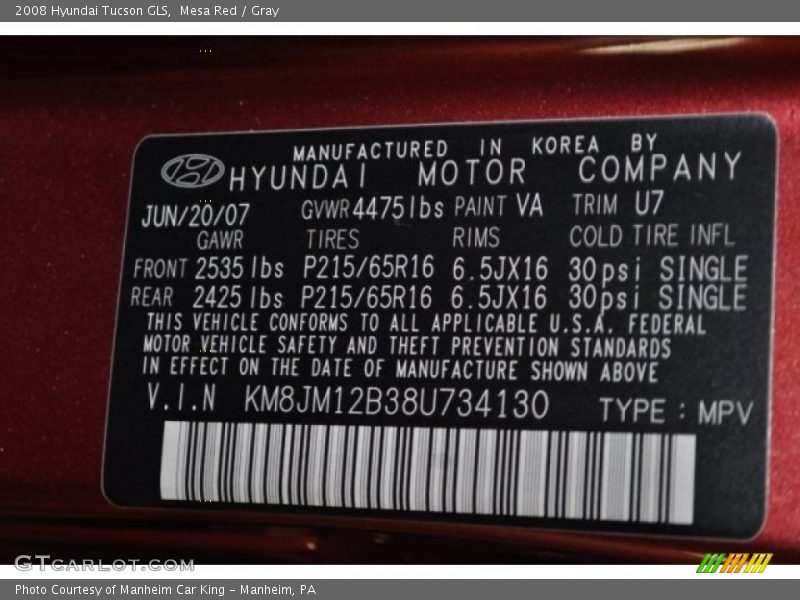 2008 Hyundai Tucson GLS,  Mesa Red / Gray
MANUFACTURED IN KOREA BY
HYUNDAI MOTOR COMPANY
JUN/20/07 GVWR 4475lbs PAINT VA TRIM U7
GAWR TIRES RIMS COLD TIRE INFL
FRONT 2535 lbs P215/65R16 6.5JX16 30psi SINGLE
REAR 2425 lbs P215/65R16 6.5JX16 30psi SINGLE
THIS VEHICLE CONFORMS TO ALL APPLICABLE U.S.A. FEDERAL
MOTOR VEHICLE SAFETY AND THEFT PREVENTION STANDARDS
IN EFFECT ON THE DATE OF MANUFACTURE SHOWN ABOVE
V.I.N KM8JM12B38U734130 TYPE : MPV
GTCARLOT.COM
Photo Courtesy of Manheim Car King - Manheim, PA